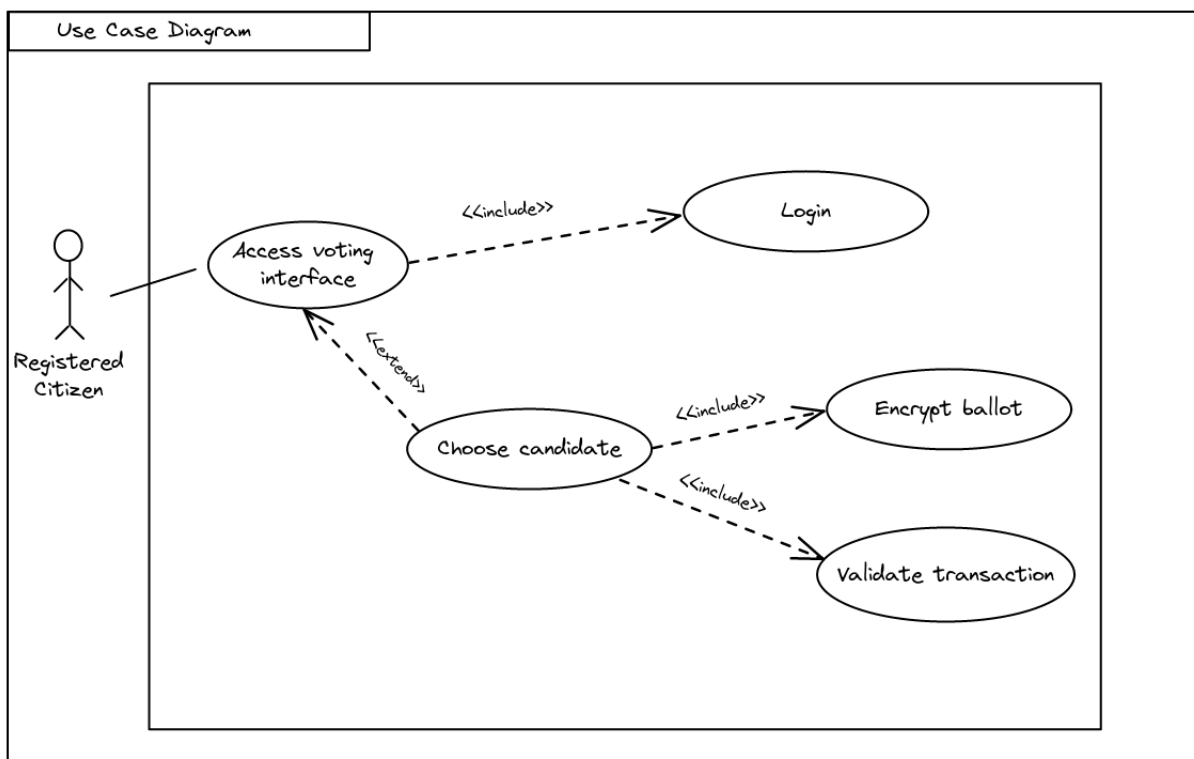 Use Case Diagram
<<include>>
Login
Access voting
interface
<<extend>>
Registered
Citizen
<<include>>
Encrypt ballot
Choose candidate
<<include>>
Validate transaction